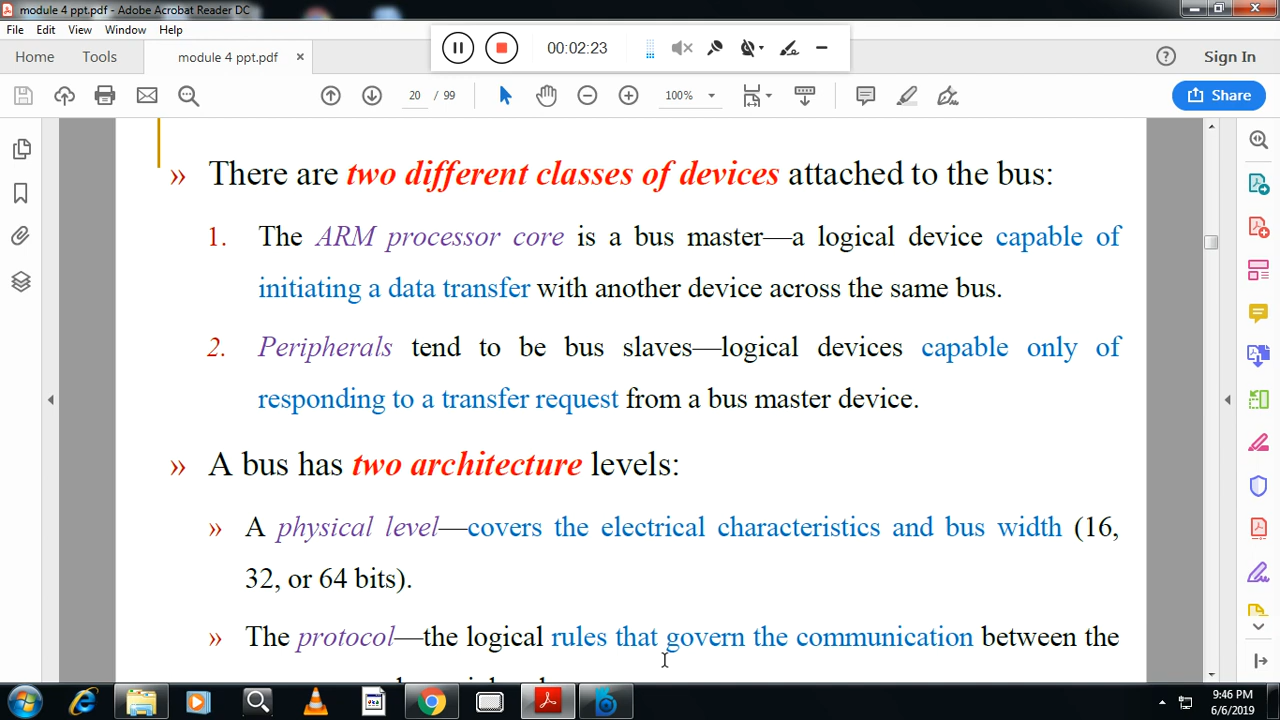 module 4 ppt.pdf - Adobe Acrobat Reader DC
File Edit View Window Help
00:02:23
Home Tools module 4 ppt.pdf × Sign In
20 / 99 100% Share
» There are two different classes of devices attached to the bus:
1. The ARM processor core is a bus master—a logical device capable of
initiating a data transfer with another device across the same bus.
2. Peripherals tend to be bus slaves—logical devices capable only of
responding to a transfer request from a bus master device.
» A bus has two architecture levels:
» A physical level—covers the electrical characteristics and bus width (16,
32, or 64 bits).
» The protocol—the logical rules that govern the communication between the
9:46 PM
6/6/2019